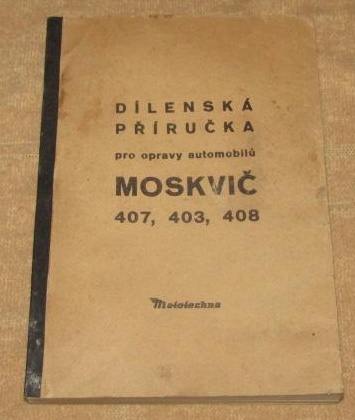 DÍLENSKÁ
PŘÍRUČKA
pro opravy automobilů
MOSKVIČ
407, 403, 408
Mototechna